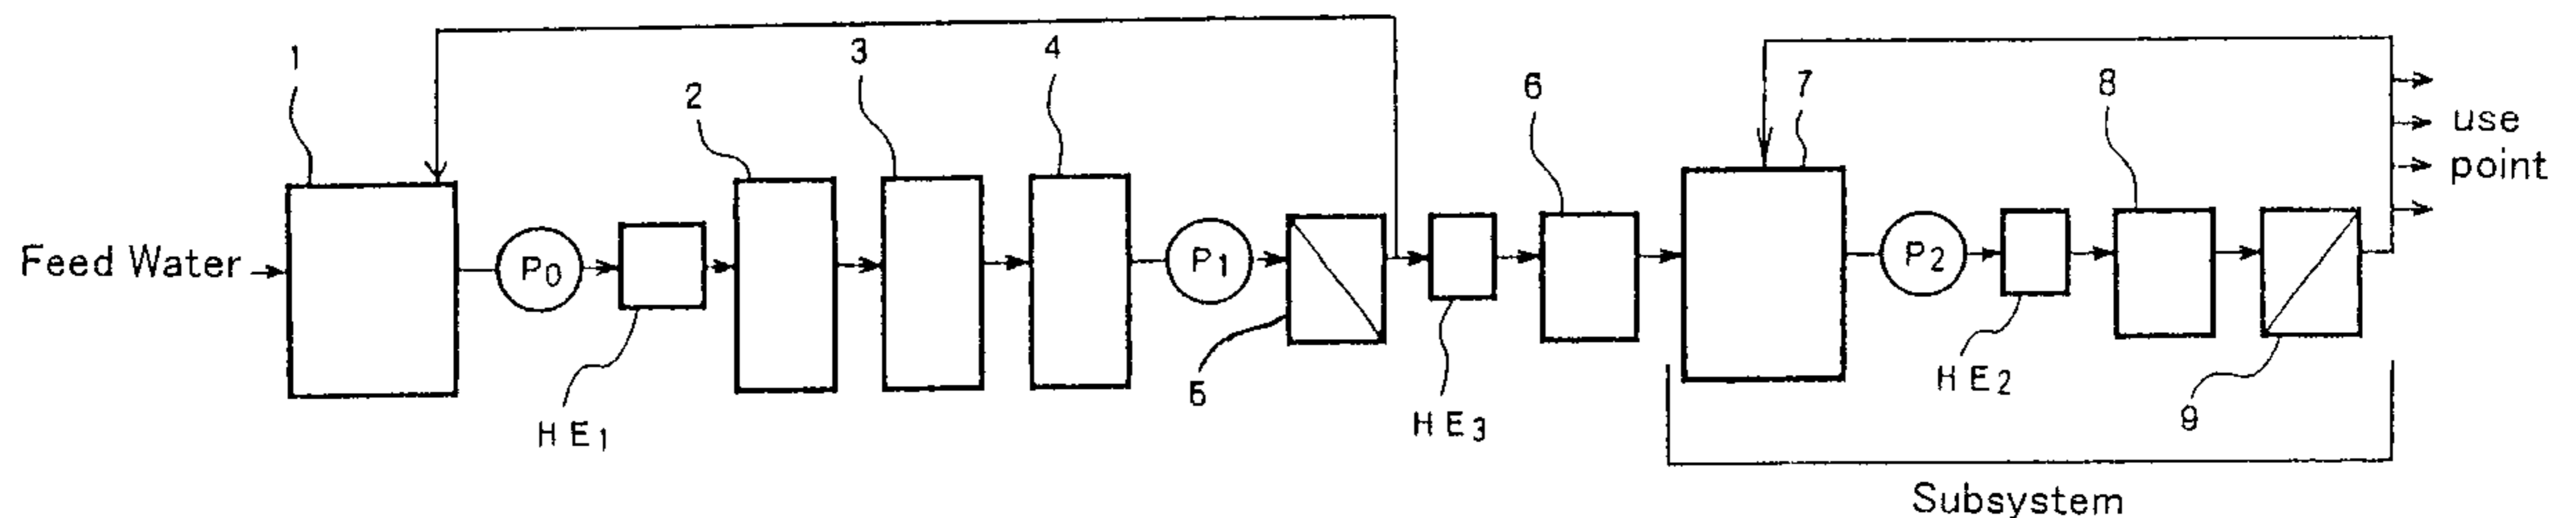 1
2
3
4
5
6
7
8
9
Feed Water
P0
P1
P2
HE1
HE3
HE2
use
point
Subsystem